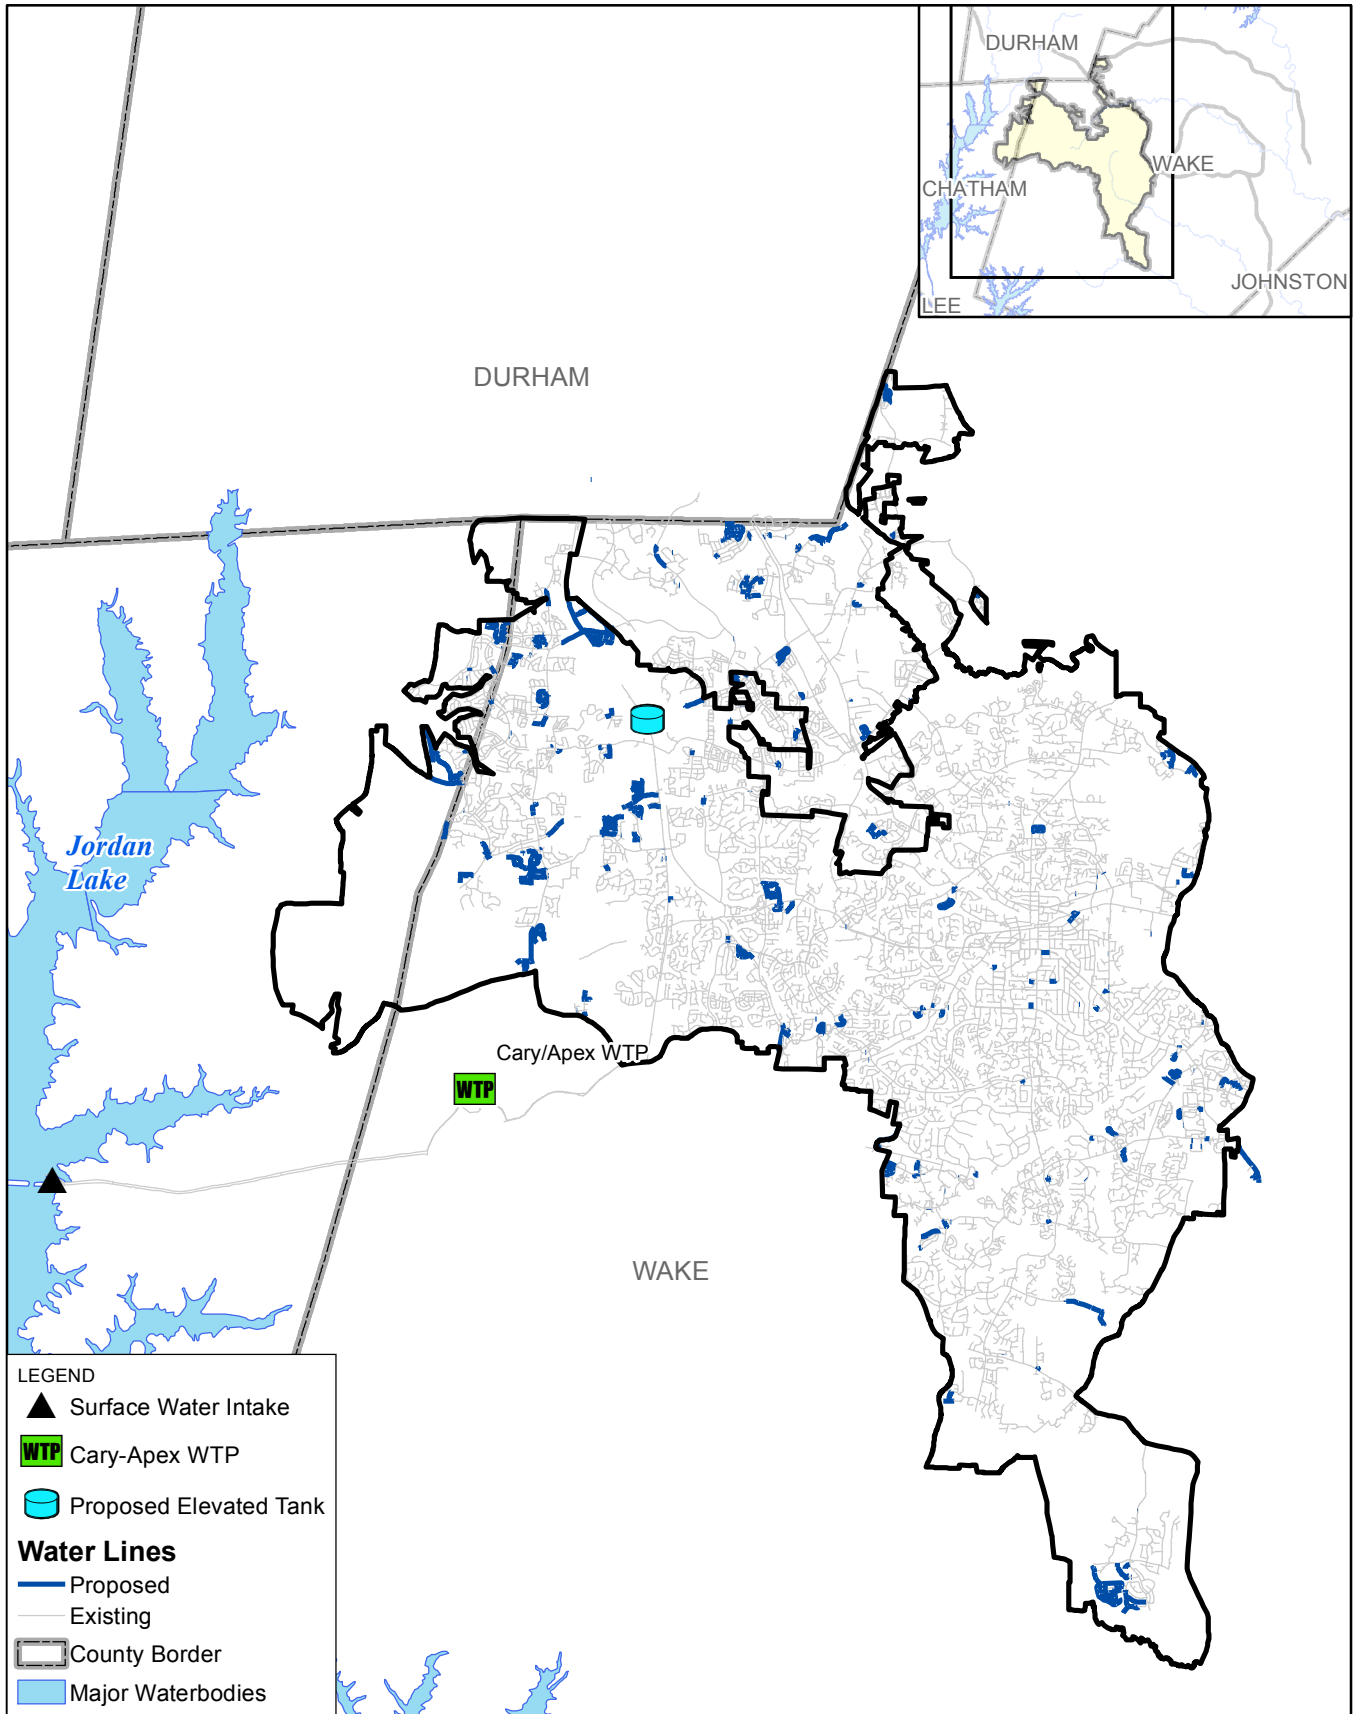 DURHAM
WAKE
CHATHAM
JOHNSTON
LEE
DURHAM
Jordan
Lake
Cary/Apex WTP
WTP
WAKE
LEGEND
Surface Water Intake
WTP Cary-Apex WTP
Proposed Elevated Tank
Water Lines
Proposed
Existing
County Border
Major Waterbodies